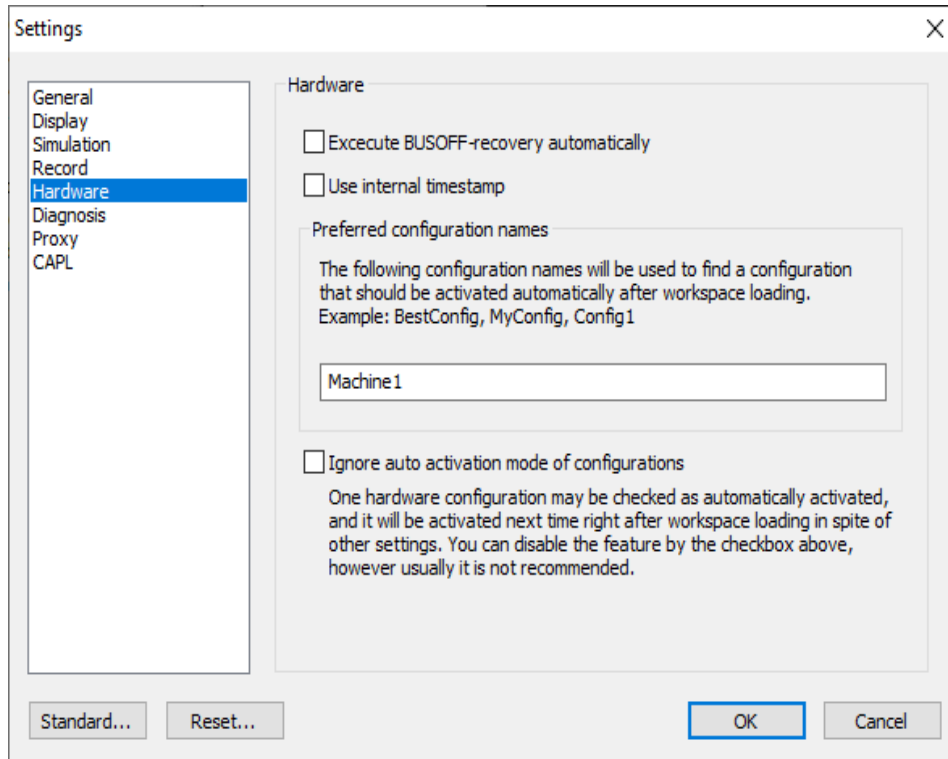 Settings
General
Display
Simulation
Record
Hardware
Diagnosis
Proxy
CAPL
Hardware
Excecute BUSOFF-recovery automatically
Use internal timestamp
Preferred configuration names
The following configuration names will be used to find a configuration
that should be activated automatically after workspace loading.
Example: BestConfig, MyConfig, Config1
Machine1
Ignore auto activation mode of configurations
One hardware configuration may be checked as automatically activated,
and it will be activated next time right after workspace loading in spite of
other settings. You can disable the feature by the checkbox above,
however usually it is not recommended.
Standard...
Reset...
OK
Cancel